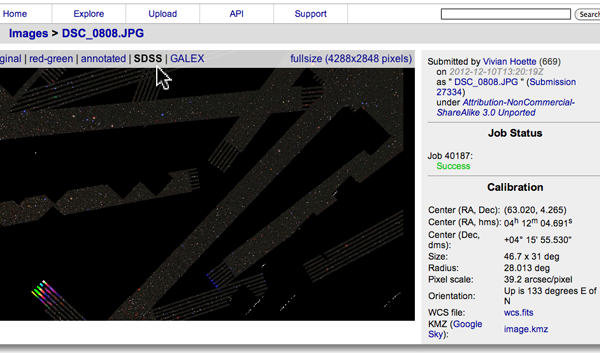 Home Explore Upload API Support Search
Images > DSC_0808.JPG
ginal | red-green | annotated | SDSS | GALEX fullsize (4288x2848 pixels)
Submitted by Vivian Hoette (669)
on 2012-12-10T13:20:19Z
as " DSC_0808.JPG " (Submission
27334)
under Attribution-NonCommercial-
ShareAlike 3.0 Unported
Job Status
Job 40187:
Success
Calibration
Center (RA, Dec): (63.020, 4.265)
Center (RA, hms): 04h 12m 04.691s
Center (Dec,
dms): +04° 15' 55.530"
Size: 46.7 x 31 deg
Radius: 28.013 deg
Pixel scale: 39.2 arcsec/pixel
Orientation: Up is 133 degrees E of
N
WCS file: wcs.fits
KMZ (Google
Sky): image.kmz